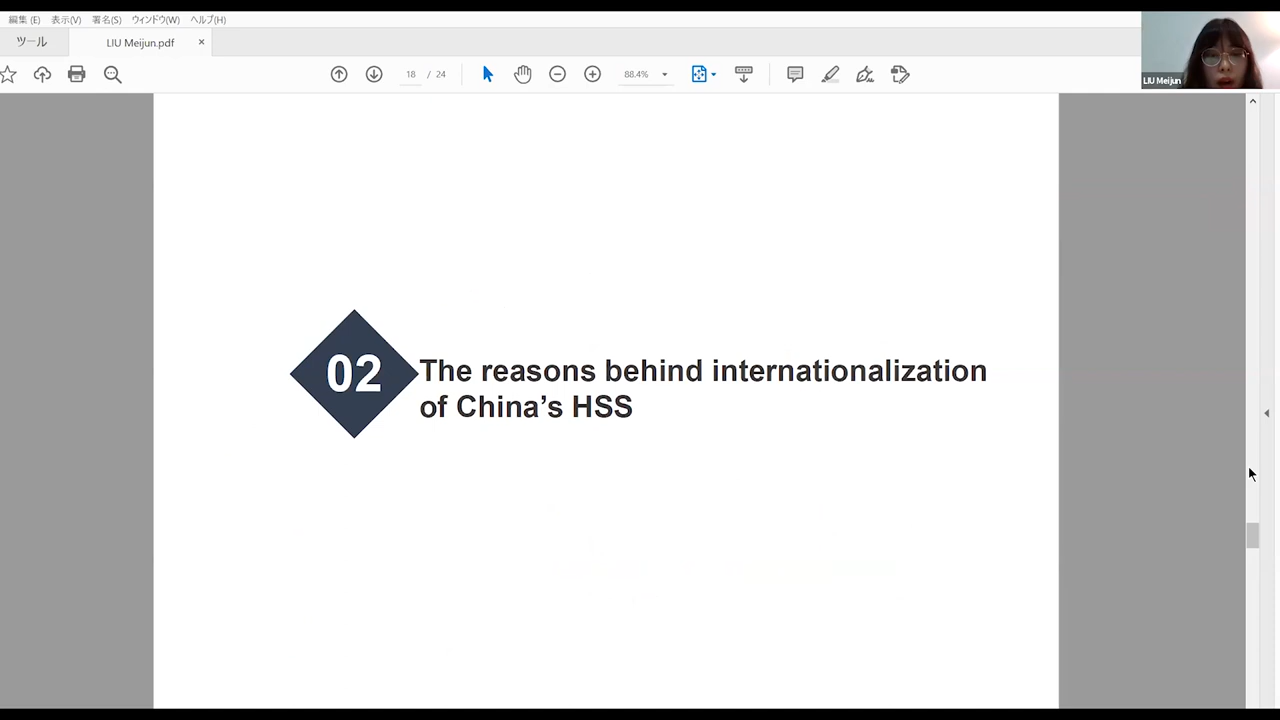 編集 (E) 表示(V) 署名(S) ウィンドウ(W) ヘルプ(H)
ツール LIU Meijun.pdf ×
18 / 24 88.4%
LIU Meijun
02
The reasons behind internationalization
of China’s HSS